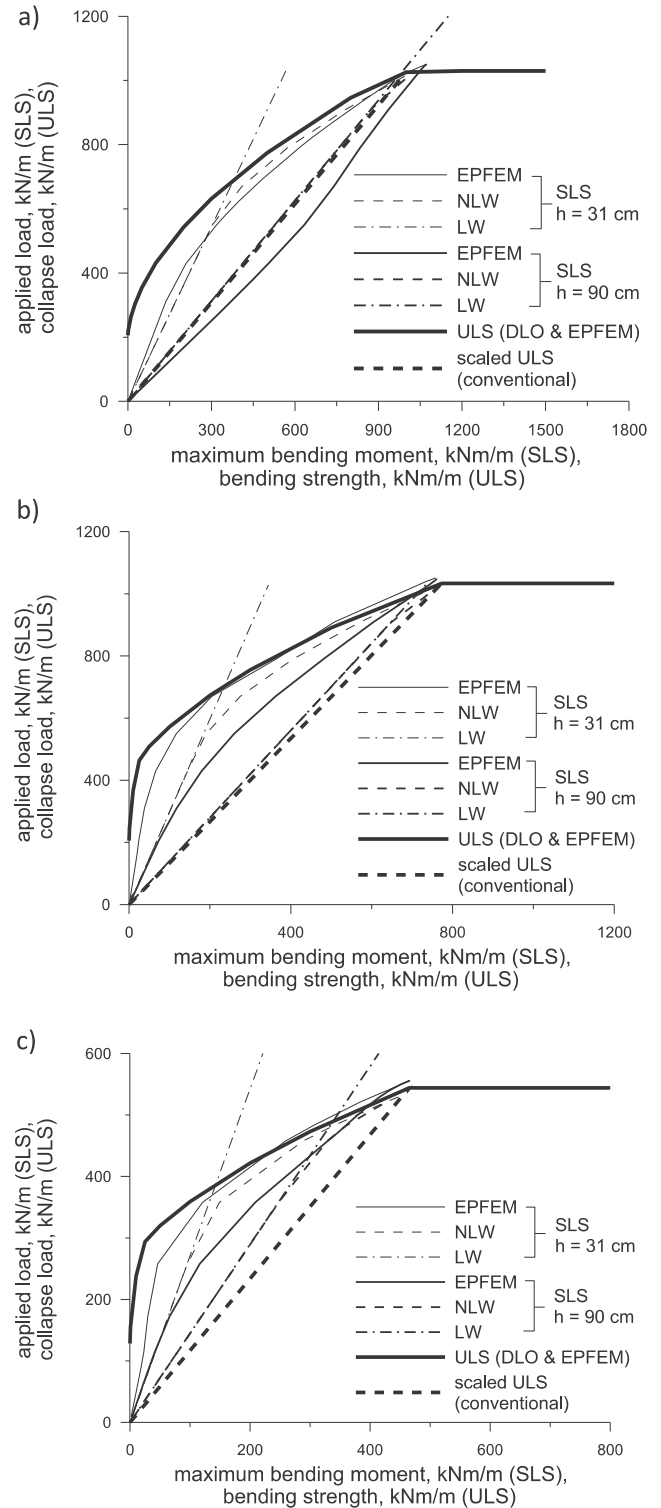 a)
1200
800
400
0
applied load, kN/m (SLS),
collapse load, kN/m (ULS)
EPFEM
NLW
LW
SLS
h = 31 cm
EPFEM
NLW
LW
SLS
h = 90 cm
ULS (DLO & EPFEM)
scaled ULS
(conventional)
0 300 600 900 1200 1500 1800
maximum bending moment, kNm/m (SLS),
bending strength, kNm/m (ULS)
b)
1200
800
400
0
applied load, kN/m (SLS),
collapse load, kN/m (ULS)
EPFEM
NLW
LW
SLS
h = 31 cm
EPFEM
NLW
LW
SLS
h = 90 cm
ULS (DLO & EPFEM)
scaled ULS
(conventional)
0 400 800 1200
maximum bending moment, kNm/m (SLS),
bending strength, kNm/m (ULS)
c)
600
400
200
0
applied load, kN/m (SLS),
collapse load, kN/m (ULS)
EPFEM
NLW
LW
SLS
h = 31 cm
EPFEM
NLW
LW
SLS
h = 90 cm
ULS (DLO & EPFEM)
scaled ULS
(conventional)
0 200 400 600 800
maximum bending moment, kNm/m (SLS),
bending strength, kNm/m (ULS)